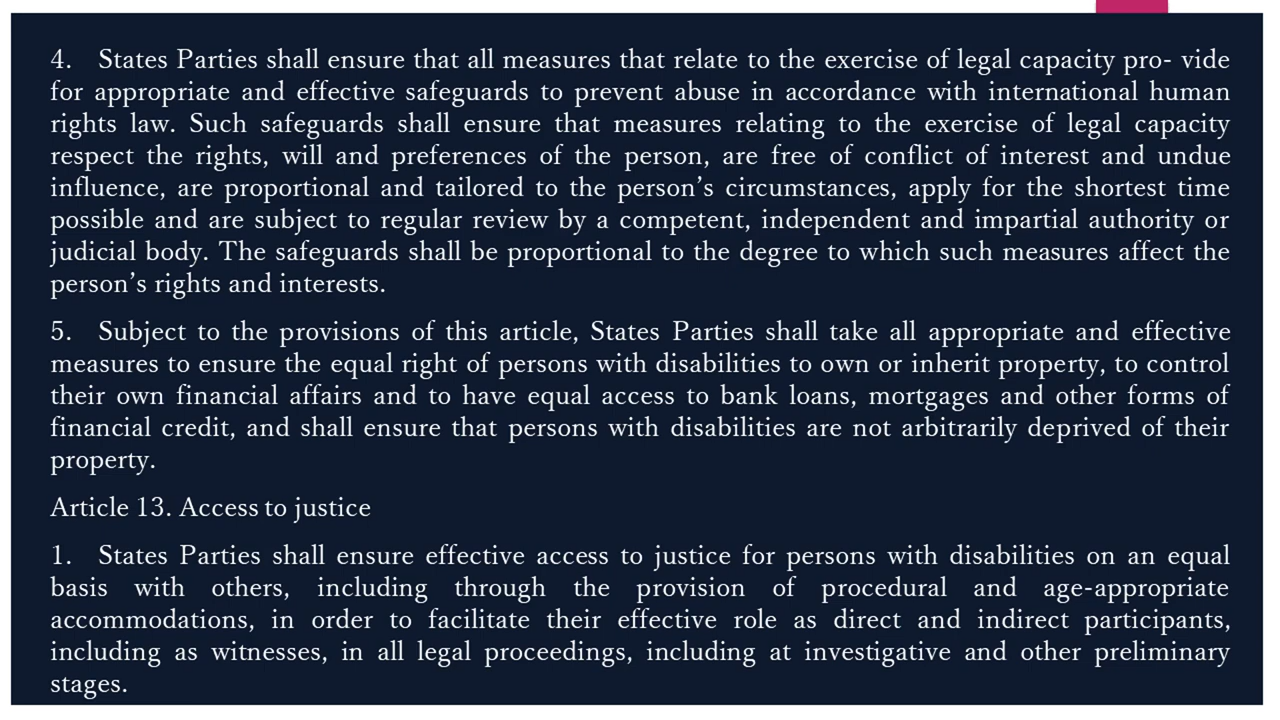 4. States Parties shall ensure that all measures that relate to the exercise of legal capacity pro- vide
for appropriate and effective safeguards to prevent abuse in accordance with international human
rights law. Such safeguards shall ensure that measures relating to the exercise of legal capacity
respect the rights, will and preferences of the person, are free of conflict of interest and undue
influence, are proportional and tailored to the person’s circumstances, apply for the shortest time
possible and are subject to regular review by a competent, independent and impartial authority or
judicial body. The safeguards shall be proportional to the degree to which such measures affect the
person’s rights and interests.
5. Subject to the provisions of this article, States Parties shall take all appropriate and effective
measures to ensure the equal right of persons with disabilities to own or inherit property, to control
their own financial affairs and to have equal access to bank loans, mortgages and other forms of
financial credit, and shall ensure that persons with disabilities are not arbitrarily deprived of their
property.
Article 13. Access to justice
1. States Parties shall ensure effective access to justice for persons with disabilities on an equal
basis with others, including through the provision of procedural and age-appropriate
accommodations, in order to facilitate their effective role as direct and indirect participants,
including as witnesses, in all legal proceedings, including at investigative and other preliminary
stages.